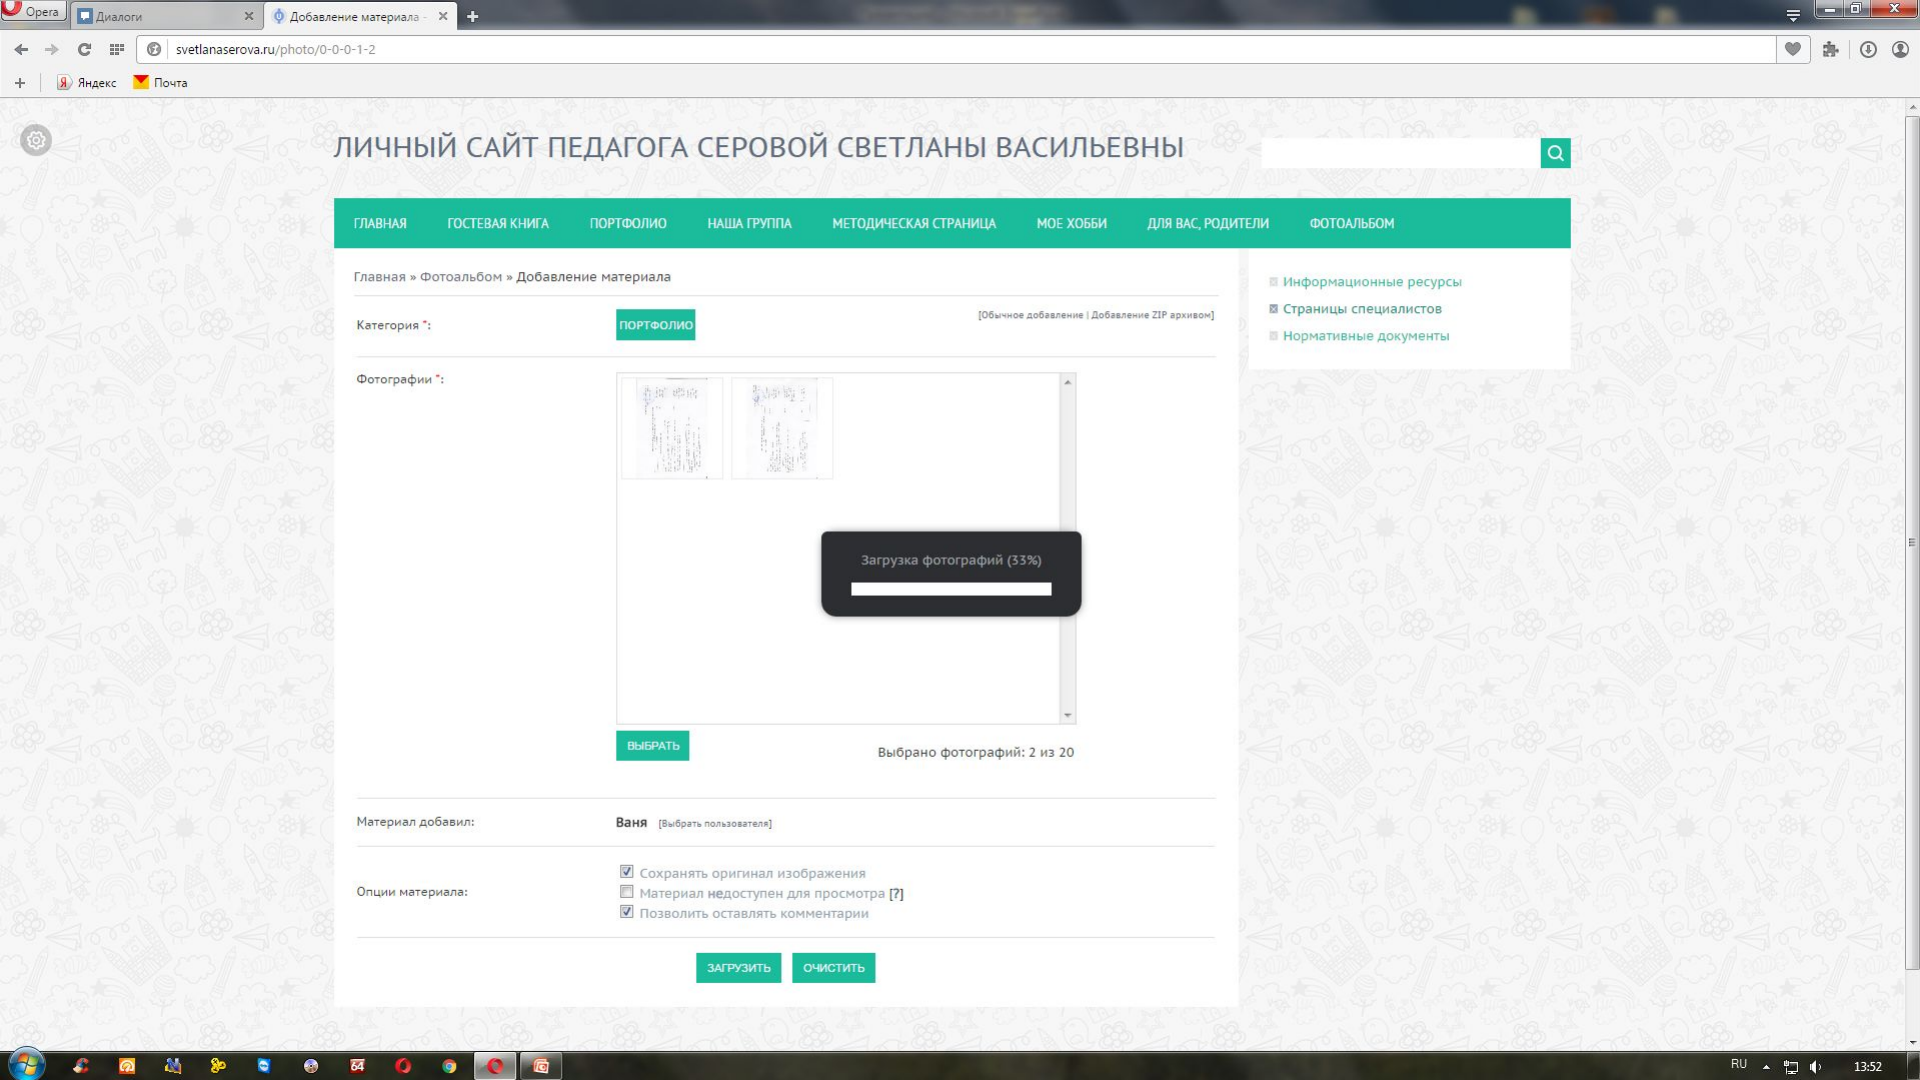 Opera
Диалоги
Добавление материала -
svetlanaserova.ru/photo/0-0-0-1-2
Яндекс
Почта
ЛИЧНЫЙ САЙТ ПЕДАГОГА СЕРОВОЙ СВЕТЛАНЫ ВАСИЛЬЕВНЫ
ГЛАВНАЯ ГОСТЕВАЯ КНИГА ПОРТФОЛИО НАША ГРУППА МЕТОДИЧЕСКАЯ СТРАНИЦА МОЕ ХОББИ ДЛЯ ВАС, РОДИТЕЛИ ФОТОАЛЬБОМ
Главная » Фотоальбом » Добавление материала
Категория *:
ПОРТФОЛИО
[Обычное добавление | Добавление ZIP архивом]
Фотографии *:
Загрузка фотографий (33%)
ВЫБРАТЬ
Выбрано фотографий: 2 из 20
Материал добавил:
Ваня [Выбрать пользователя]
Опции материала:
Сохранять оригинал изображения
Материал недоступен для просмотра [?]
Позволить оставлять комментарии
ЗАГРУЗИТЬ ОЧИСТИТЬ
Информационные ресурсы
Страницы специалистов
Нормативные документы
64
RU
13:52